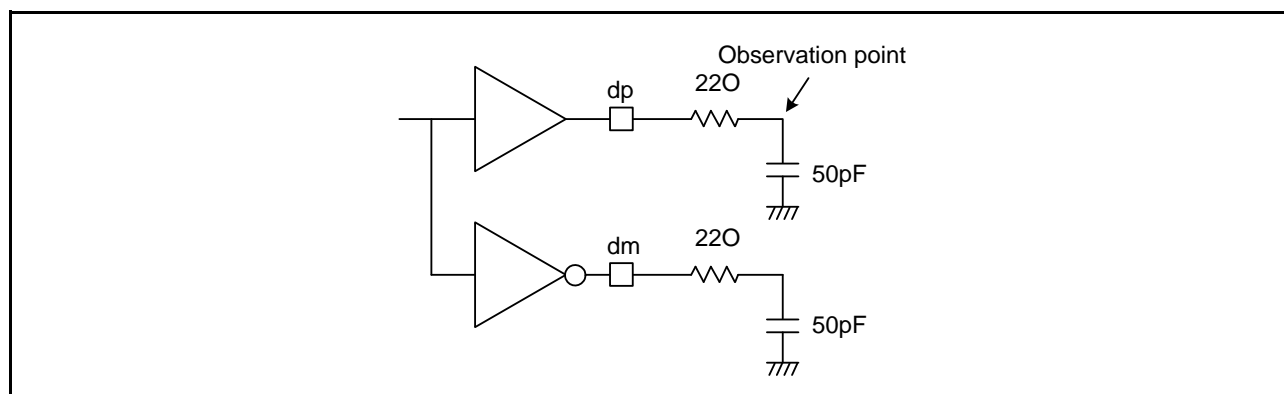 Observation point
dp
22O
50pF
dm
22O
50pF